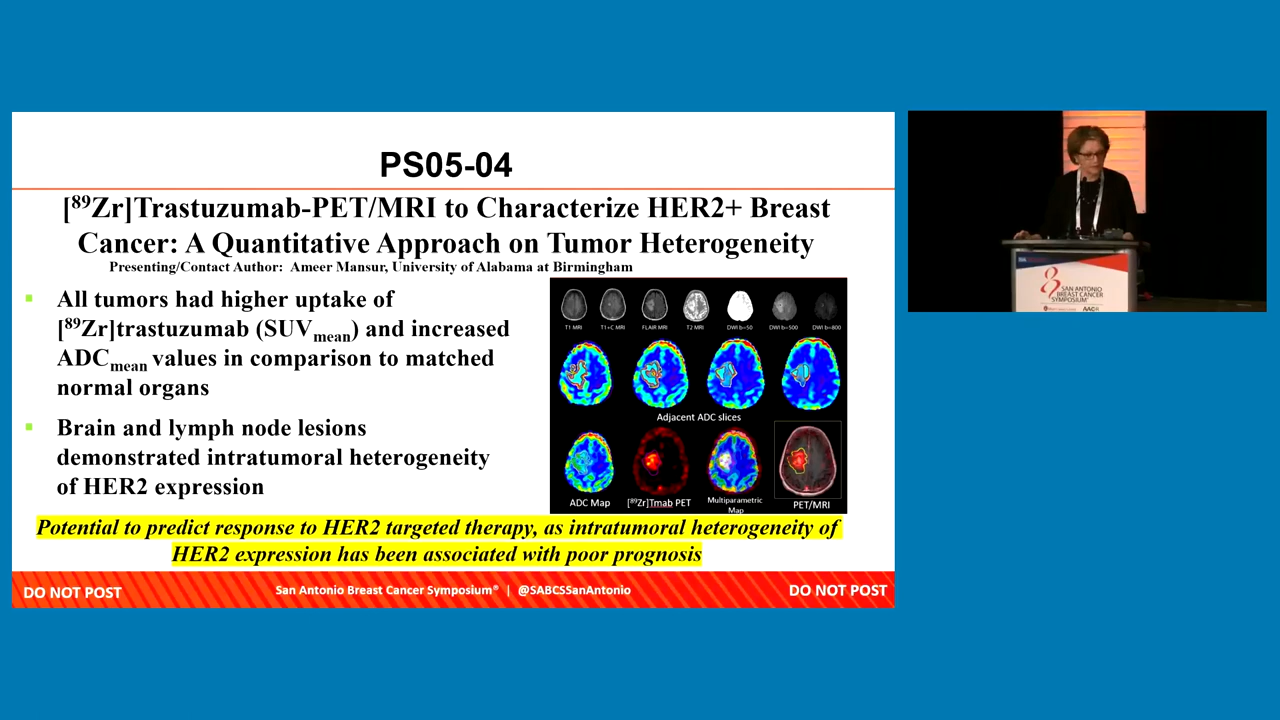 PS05-04
[⁸⁹Zr]Trastuzumab-PET/MRI to Characterize HER2+ Breast
Cancer: A Quantitative Approach on Tumor Heterogeneity
Presenting/Contact Author: Ameer Mansur, University of Alabama at Birmingham
All tumors had higher uptake of
[⁸⁹Zr]trastuzumab (SUVmean) and increased
ADCmean values in comparison to matched
normal organs
Brain and lymph node lesions
demonstrated intratumoral heterogeneity
of HER2 expression
T1 MRI
T1+C MRI
FLAIR MRI
T2 MRI
DWI b=50
DWI b=500
DWI b=800
Adjacent ADC slices
ADC Map
[⁸⁹Zr]Tmab PET
Multiparametric
Map
PET/MRI
Potential to predict response to HER2 targeted therapy, as intratumoral heterogeneity of
HER2 expression has been associated with poor prognosis
DO NOT POST
San Antonio Breast Cancer Symposium® | @SABCSSanAntonio
DO NOT POST
SAN ANTONIO
BREAST CANCER
SYMPOSIUM®
AACR